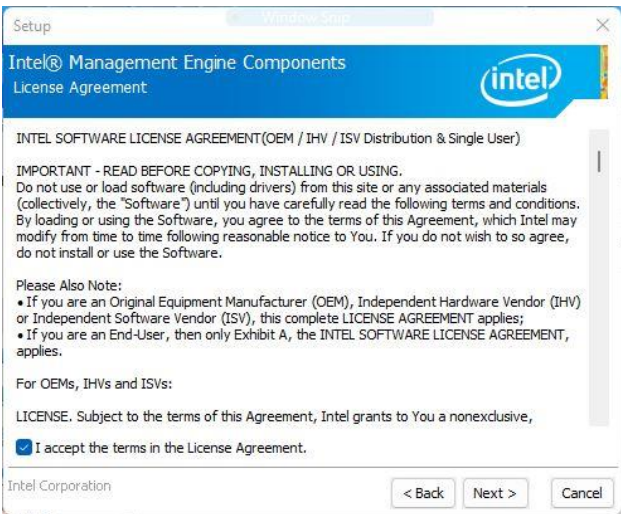 Setup
Window Snip
Intel® Management Engine Components
License Agreement
intel
INTEL SOFTWARE LICENSE AGREEMENT(OEM / IHV / ISV Distribution & Single User)
IMPORTANT - READ BEFORE COPYING, INSTALLING OR USING.
Do not use or load software (including drivers) from this site or any associated materials
(collectively, the "Software") until you have carefully read the following terms and conditions.
By loading or using the Software, you agree to the terms of this Agreement, which Intel may
modify from time to time following reasonable notice to You. If you do not wish to so agree,
do not install or use the Software.
Please Also Note:
• If you are an Original Equipment Manufacturer (OEM), Independent Hardware Vendor (IHV)
or Independent Software Vendor (ISV), this complete LICENSE AGREEMENT applies;
• If you are an End-User, then only Exhibit A, the INTEL SOFTWARE LICENSE AGREEMENT,
applies.
For OEMs, IHVs and ISVs:
LICENSE. Subject to the terms of this Agreement, Intel grants to You a nonexclusive,
I accept the terms in the License Agreement.
Intel Corporation
< Back Next > Cancel